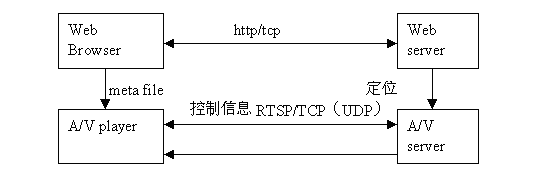 Web
Browser
http/tcp
Web
server
meta file
定位
A/V player
控制信息 RTSP/TCP（UDP）
A/V
server